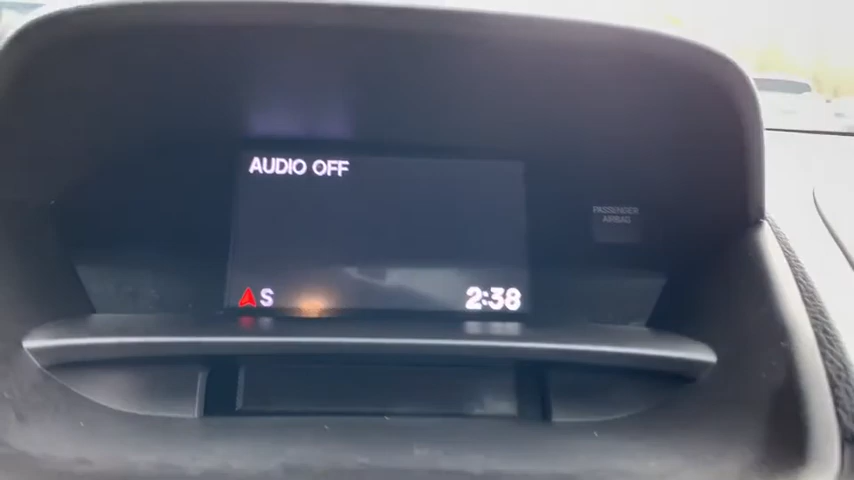 AUDIO OFF
PASSENGER
AIRBAG
S
2:38